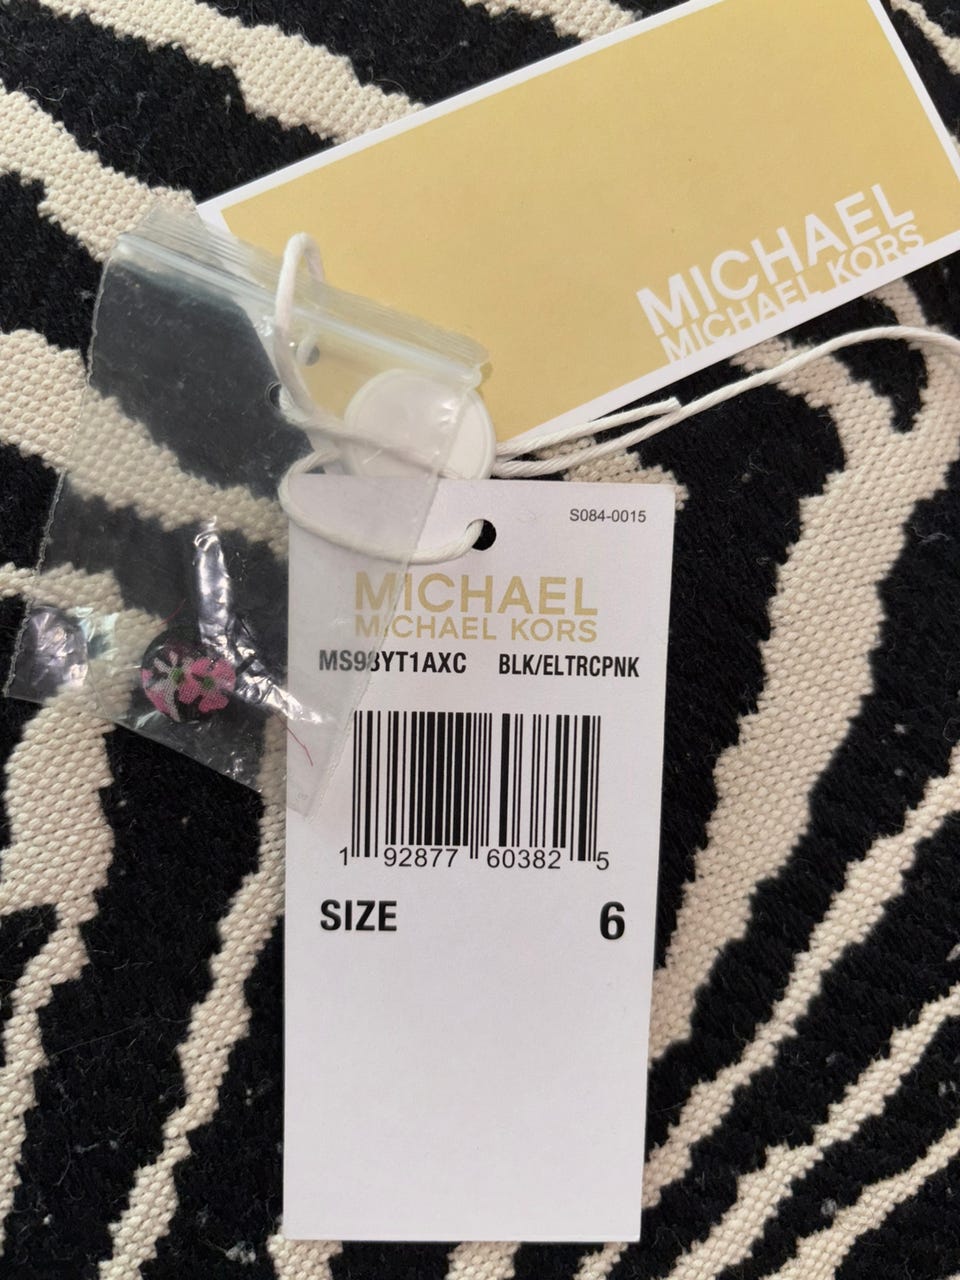 MICHAEL
MICHAEL KORS
S084-0015
MICHAEL
MICHAEL KORS
MS98YT1AXC BLK/ELTRCPNK
1 92877 60382 5
SIZE 6